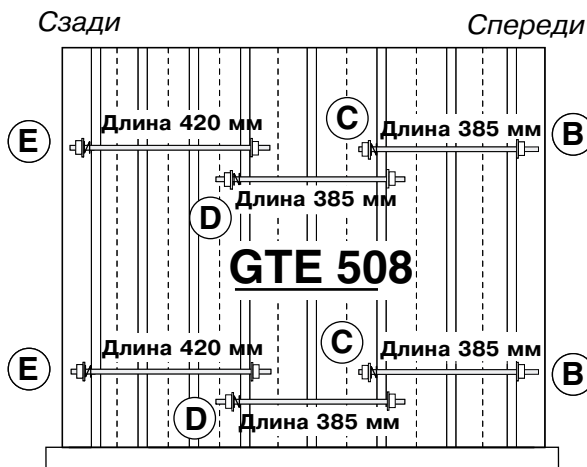 Сзади Спереди
C
E Длина 420 мм Длина 385 мм B
Длина 385 мм
D
GTE 508
C
E Длина 420 мм Длина 385 мм B
D Длина 385 мм